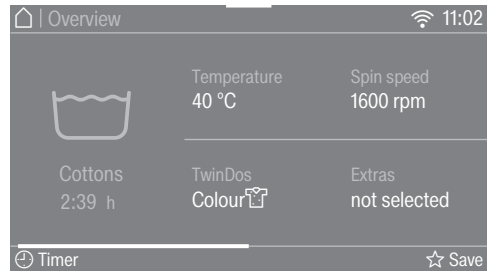 | Overview
11:02
Temperature
40 °C
Spin speed
1600 rpm
Cottons
2:39 h
TwinDos
Colour
Extras
not selected
Timer
Save